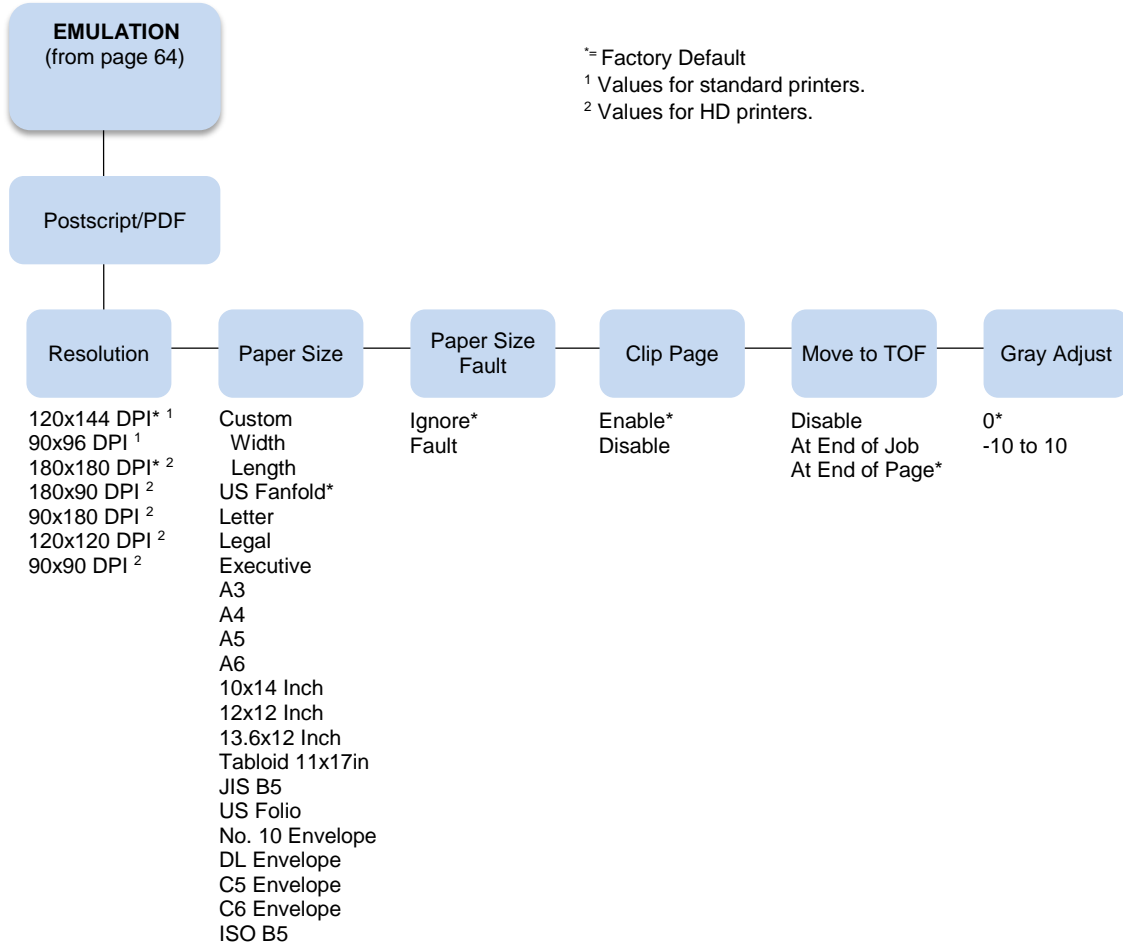 EMULATION
(from page 64)
*= Factory Default
¹ Values for standard printers.
² Values for HD printers.
Postscript/PDF
Resolution
120x144 DPI* ¹
90x96 DPI ¹
180x180 DPI* ²
180x90 DPI ²
90x180 DPI ²
120x120 DPI ²
90x90 DPI ²
Paper Size
Custom
Width
Length
US Fanfold*
Letter
Legal
Executive
A3
A4
A5
A6
10x14 Inch
12x12 Inch
13.6x12 Inch
Tabloid 11x17in
JIS B5
US Folio
No. 10 Envelope
DL Envelope
C5 Envelope
C6 Envelope
ISO B5
Paper Size
Fault
Ignore*
Fault
Clip Page
Enable*
Disable
Move to TOF
Disable
At End of Job
At End of Page*
Gray Adjust
0*
-10 to 10